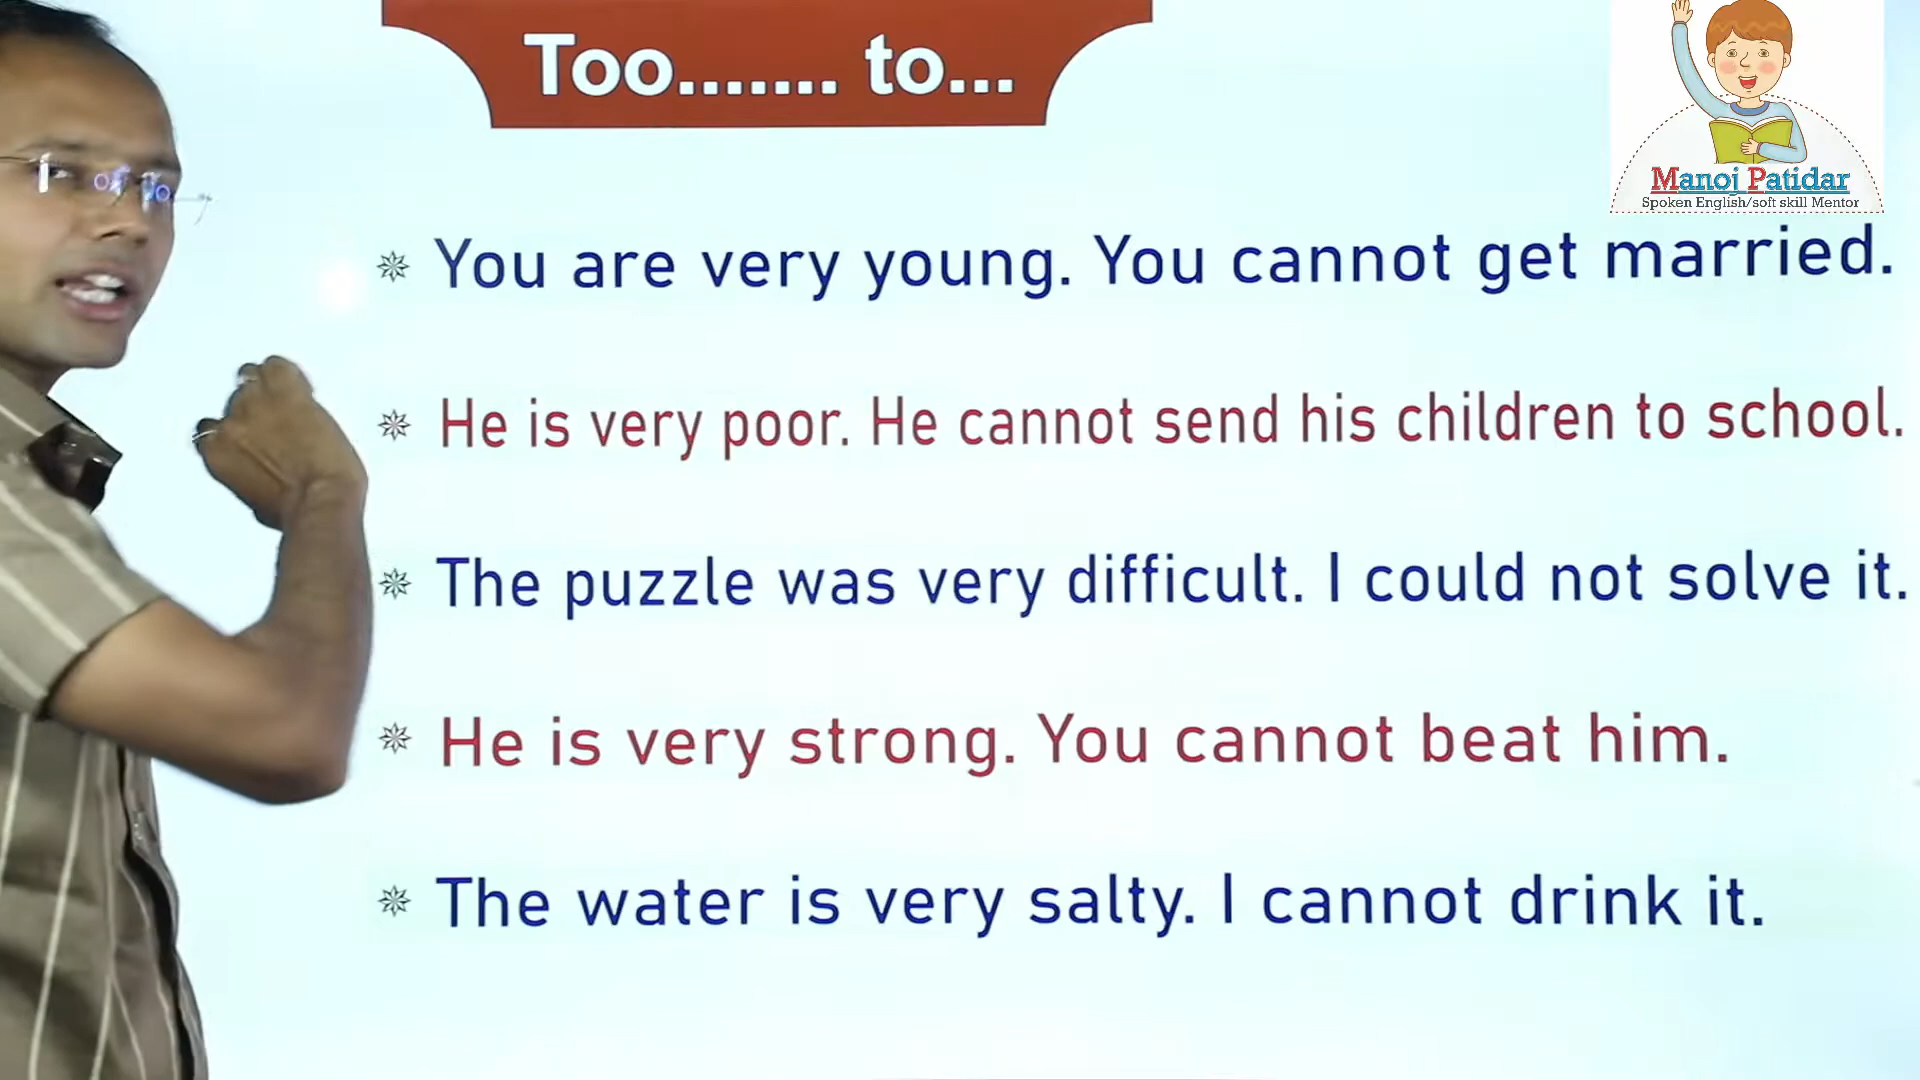 Too....... to...
Manoj Patidar
Spoken English/soft skill Mentor
You are very young. You cannot get married.
He is very poor. He cannot send his children to school.
The puzzle was very difficult. I could not solve it.
He is very strong. You cannot beat him.
The water is very salty. I cannot drink it.